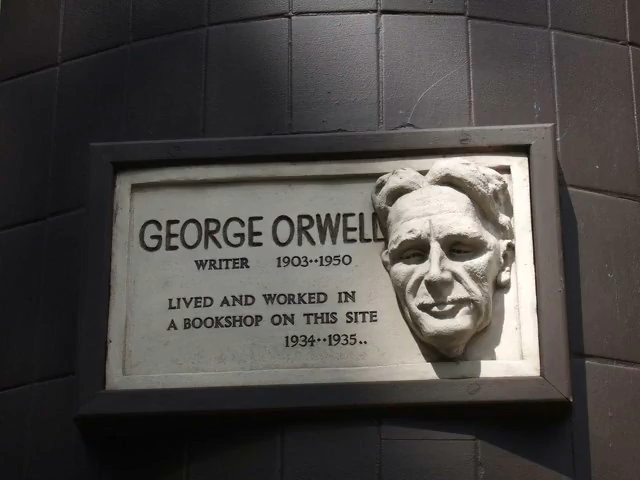 GEORGE ORWELL
WRITER 1903··1950
LIVED AND WORKED IN
A BOOKSHOP ON THIS SITE
1934··1935..